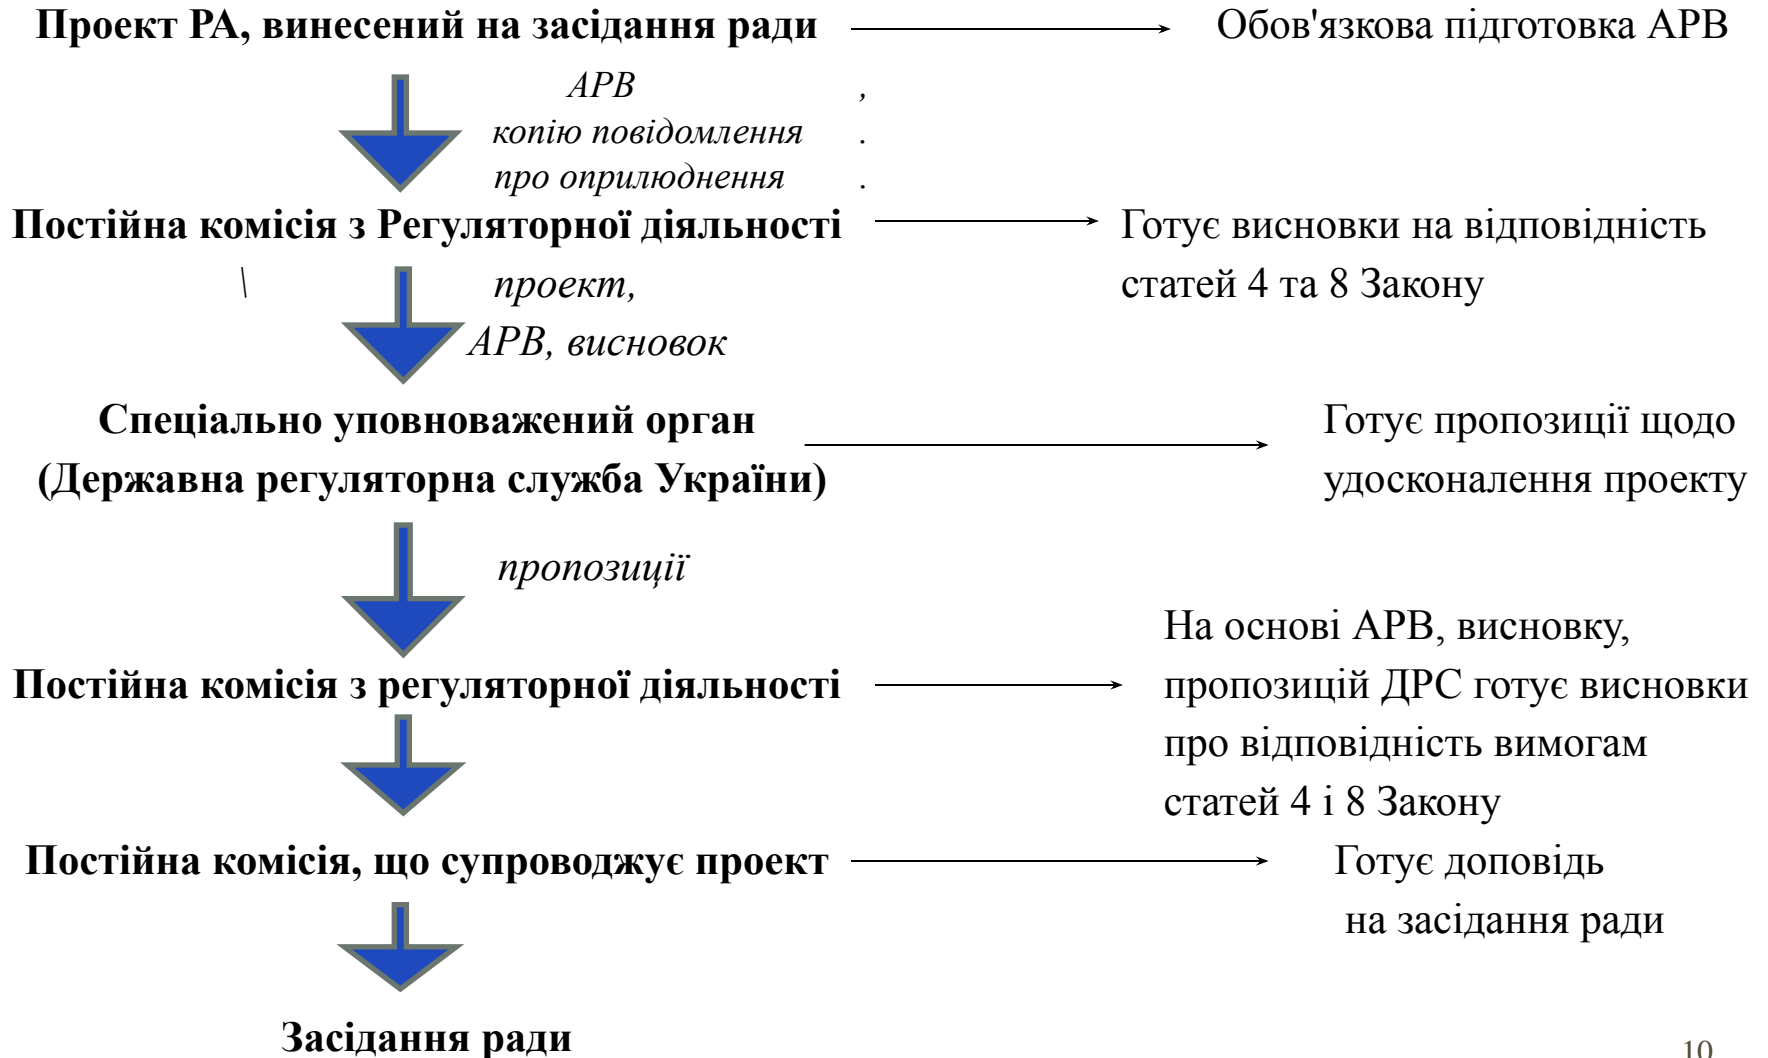 Проект РА, винесений на засідання ради
Обов'язкова підготовка АРВ
АРВ ,
копію повідомлення .
про оприлюднення .
Постійна комісія з Регуляторної діяльності
Готує висновки на відповідність
статей 4 та 8 Закону
\ проект,
АРВ, висновок
Спеціально уповноважений орган
(Державна регуляторна служба України)
Готує пропозиції щодо
удосконалення проекту
пропозиції
Постійна комісія з регуляторної діяльності
На основі АРВ, висновку,
пропозицій ДРС готує висновки
про відповідність вимогам
статей 4 і 8 Закону
Постійна комісія, що супроводжує проект
Готує доповідь
на засідання ради
Засідання ради
10